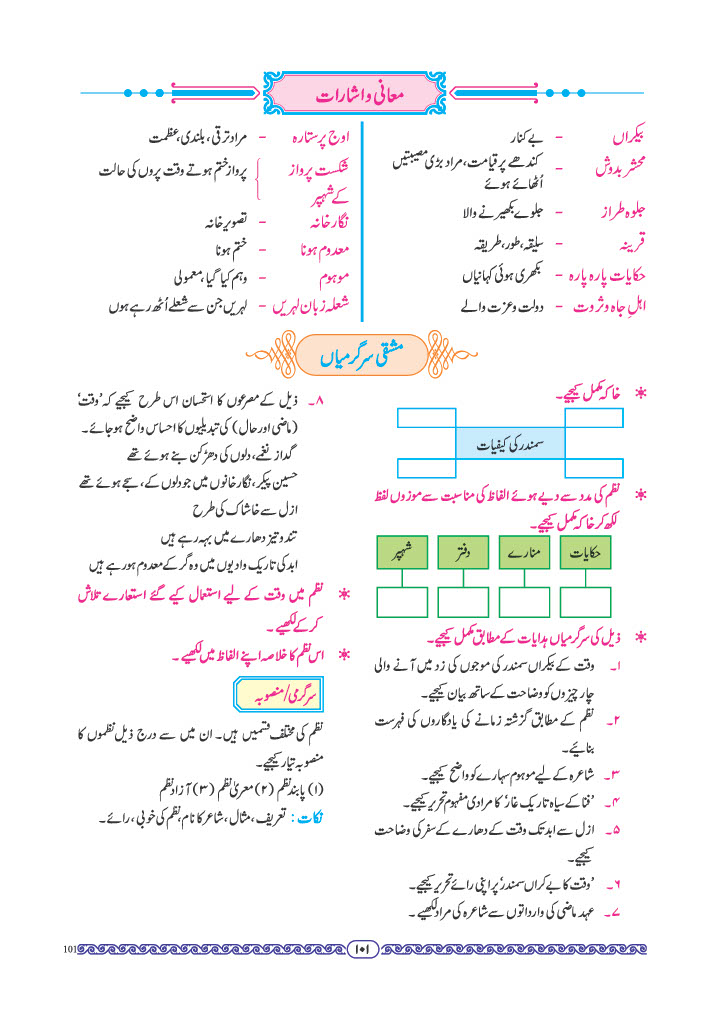 معانی و اشارات
بیکراں – بے کنار
محشر بدوش – کندھے پر قیامت، مراد بڑی مصیبتیں
اُٹھائے ہوئے
جلوہ طراز – جلوے بکھیرنے والا
قرینہ – سلیقہ، طور، طریقہ
حکایات پارہ پارہ – بکھری ہوئی کہانیاں
اہلِ جاہ و ثروت – دولت و عزت والے
اوج پر ستارہ – مراد ترقی، بلندی، عظمت
شکست پرواز – پرواز ختم ہوتے وقت پروں کی حالت
کے شہپر
نگار خانہ – تصویر خانہ
معدوم ہونا – ختم ہونا
موہوم – وہم کیا گیا، معمولی
شعلہ زبان لہریں – لہریں جن سے شعلے اُٹھ رہے ہوں
مشقی سرگرمیاں
* خاکہ مکمل کیجیے۔
سمندر کی کیفیات
* نظم کی مدد سے دیے ہوئے الفاظ کی مناسبت سے موزوں لفظ
لکھ کر خاکہ مکمل کیجیے۔
حکایات منارے دفتر شہپر
* ذیل کی سرگرمیاں ہدایات کے مطابق مکمل کیجیے۔
۱۔ وقت کے بیکراں سمندر کی موجوں کی زد میں آنے والی
چار چیزوں کو وضاحت کے ساتھ بیان کیجیے۔
۲۔ نظم کے مطابق گزشتہ زمانے کی یادگاروں کی فہرست
بنائیے۔
۳۔ شاعرہ کے لیے موہوم سہارے کو واضح کیجیے۔
۴۔ 'فنا کے سیاہ تاریک غار' کا مرادی مفہوم تحریر کیجیے۔
۵۔ ازل سے ابد تک وقت کے دھارے کے سفر کی وضاحت
کیجیے۔
۶۔ 'وقت کا بے کراں سمندر' پر اپنی رائے تحریر کیجیے۔
۷۔ عہد ماضی کی وارداتوں سے شاعرہ کی مراد لکھیے۔
۸۔ ذیل کے مصرعوں کا استحسان اس طرح کیجیے کہ 'وقت'
(ماضی اور حال) کی تبدیلیوں کا احساس واضح ہو جائے۔
گداز نغمے، دلوں کی دھڑکن بنے ہوئے تھے
حسین پیکر، نگار خانوں میں جو دلوں کے، سجے ہوئے تھے
ازل سے خاشاک کی طرح
تند و تیز دھارے میں بہہ رہے ہیں
ابد کی تاریک وادیوں میں وہ گر کے معدوم ہو رہے ہیں
* نظم میں وقت کے لیے استعمال کیے گئے استعارے تلاش
کرکے لکھیے۔
* اس نظم کا خلاصہ اپنے الفاظ میں لکھیے۔
سرگرمی/منصوبہ
نظم کی مختلف قسمیں ہیں۔ ان میں سے درج ذیل نظموں کا
منصوبہ تیار کیجیے۔
(۱) پابند نظم (۲) معریٰ نظم (۳) آزاد نظم
نکات : تعریف، مثال، شاعر کا نام، نظم کی خوبی، رائے۔
۱۰۱
101